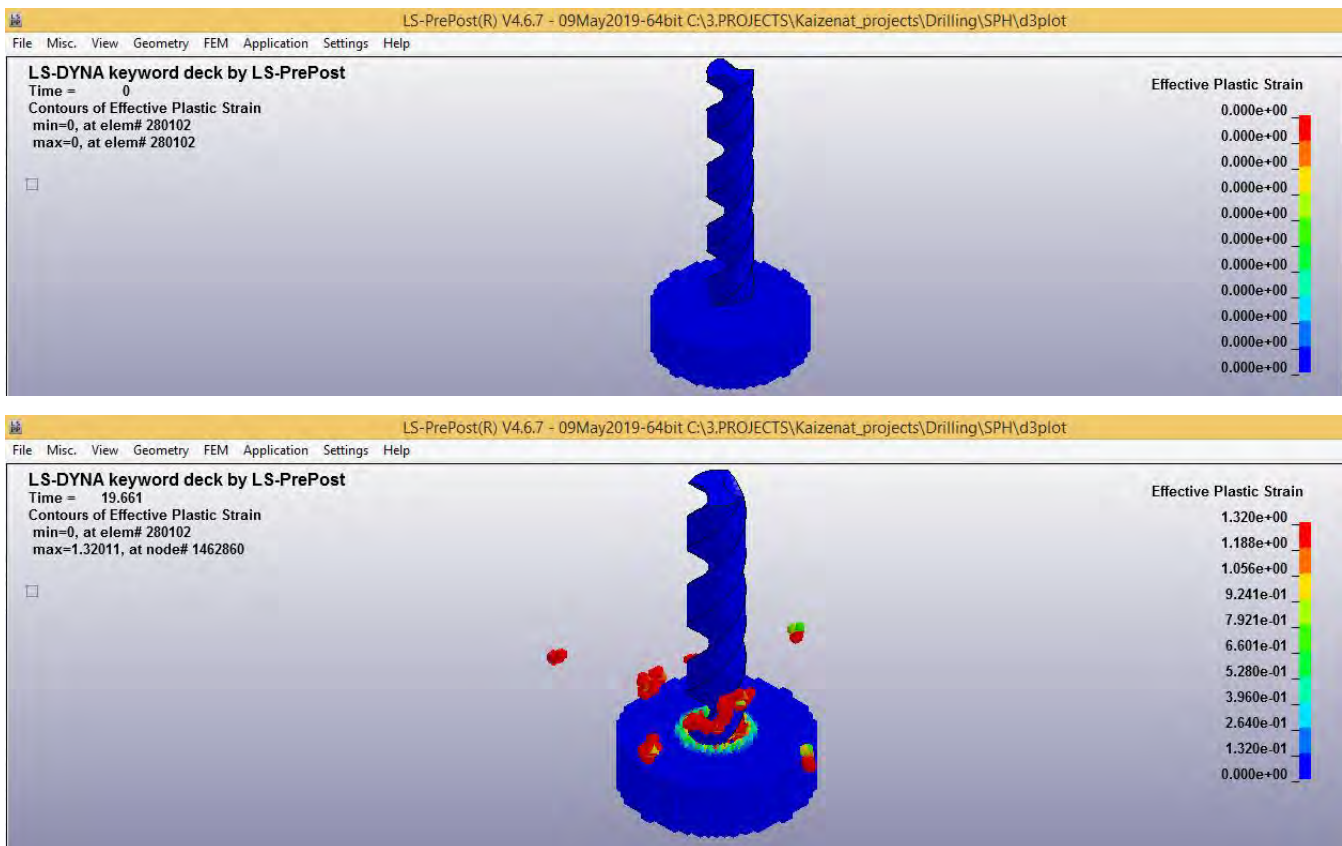 LS-PrePost(R) V4.6.7 - 09May2019-64bit C:\3.PROJECTS\Kaizenat_projects\Drilling\SPH\d3plot
File Misc. View Geometry FEM Application Settings Help
LS-DYNA keyword deck by LS-PrePost
Time = 0
Contours of Effective Plastic Strain
min=0, at elem# 280102
max=0, at elem# 280102
Effective Plastic Strain
0.000e+00
0.000e+00
0.000e+00
0.000e+00
0.000e+00
0.000e+00
0.000e+00
0.000e+00
0.000e+00
0.000e+00
0.000e+00
LS-PrePost(R) V4.6.7 - 09May2019-64bit C:\3.PROJECTS\Kaizenat_projects\Drilling\SPH\d3plot
File Misc. View Geometry FEM Application Settings Help
LS-DYNA keyword deck by LS-PrePost
Time = 19.661
Contours of Effective Plastic Strain
min=0, at elem# 280102
max=1.32011, at node# 1462860
Effective Plastic Strain
1.320e+00
1.188e+00
1.056e+00
9.241e-01
7.921e-01
6.601e-01
5.280e-01
3.960e-01
2.640e-01
1.320e-01
0.000e+00